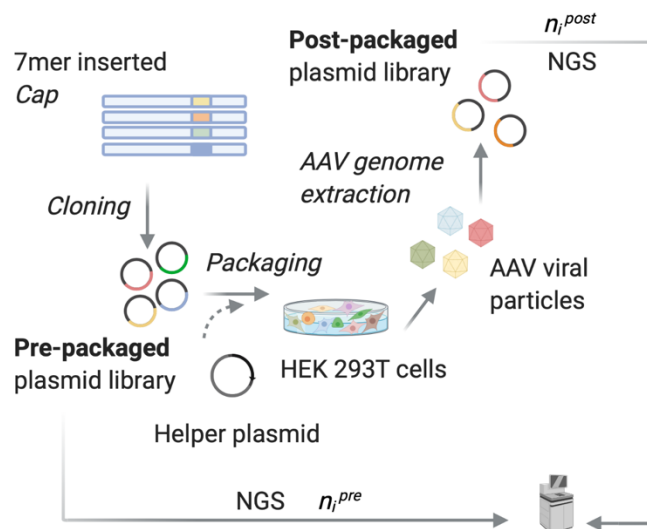 7mer inserted
Cap
Cloning
Pre-packaged
plasmid library
Packaging
Helper plasmid
HEK 293T cells
AAV viral
particles
AAV genome
extraction
Post-packaged
plasmid library
n_i^post
NGS
NGS n_i^pre